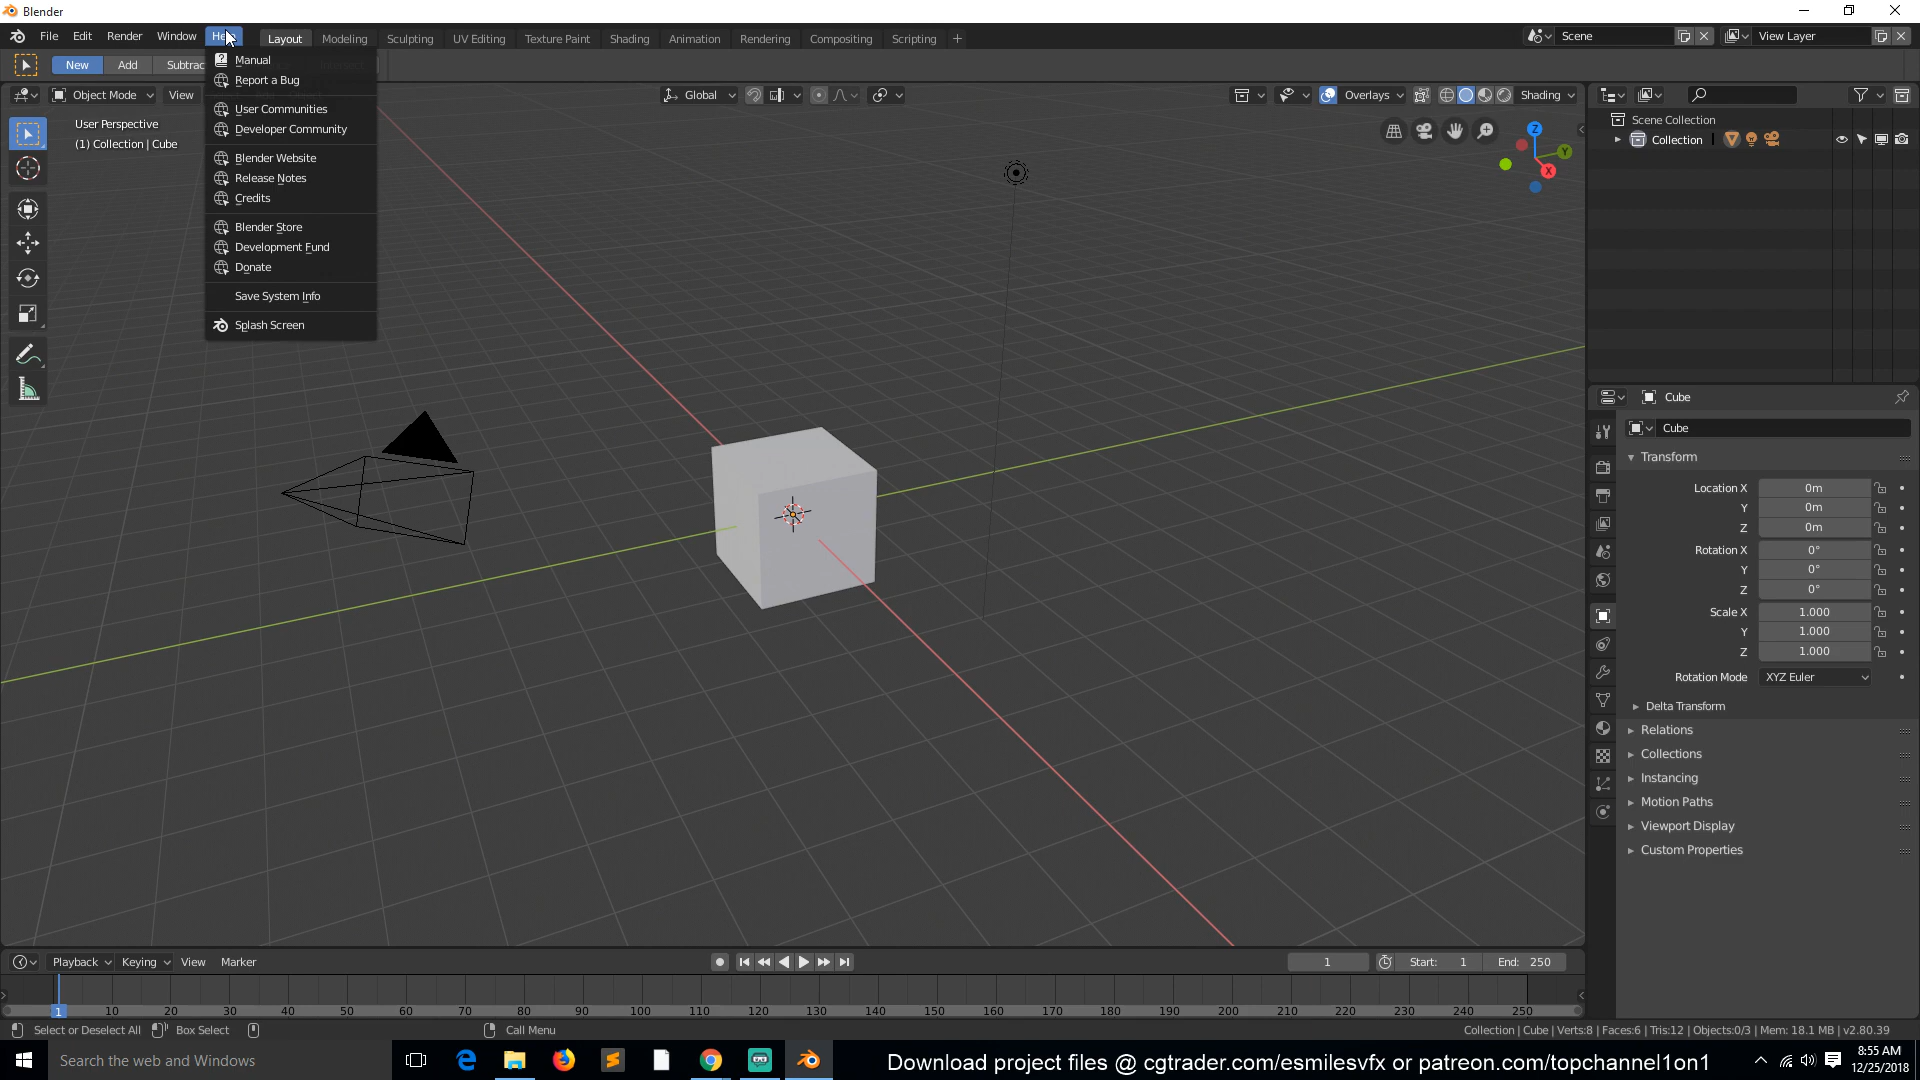 Blender
File Edit Render Window Layout Modeling Sculpting UV Editing Texture Paint Shading Animation Rendering Compositing Scripting + Scene View Layer
New Add Subtrac
Manual
Report a Bug
User Communities
Developer Community
Blender Website
Release Notes
Credits
Blender Store
Development Fund
Donate
Save System Info
Splash Screen
Object Mode View Global Overlays Shading
User Perspective
(1) Collection | Cube
Z
Y
X
Scene Collection
Collection
Cube
Cube
Transform
Location X 0m
Y 0m
Z 0m
Rotation X 0°
Y 0°
Z 0°
Scale X 1.000
Y 1.000
Z 1.000
Rotation Mode XYZ Euler
Delta Transform
Relations
Collections
Instancing
Motion Paths
Viewport Display
Custom Properties
Playback Keying View Marker 1 Start: 1 End: 250
1 10 20 30 40 50 60 70 80 90 100 110 120 130 140 150 160 170 180 190 200 210 220 230 240 250
Select or Deselect All Box Select Call Menu Collection | Cube | Verts:8 | Faces:6 | Tris:12 | Objects:0/3 | Mem: 18.1 MB | v2.80.39
Search the web and Windows
Download project files @ cgtrader.com/esmilesvfx or patreon.com/topchannel1on1
8:55 AM
12/25/2018